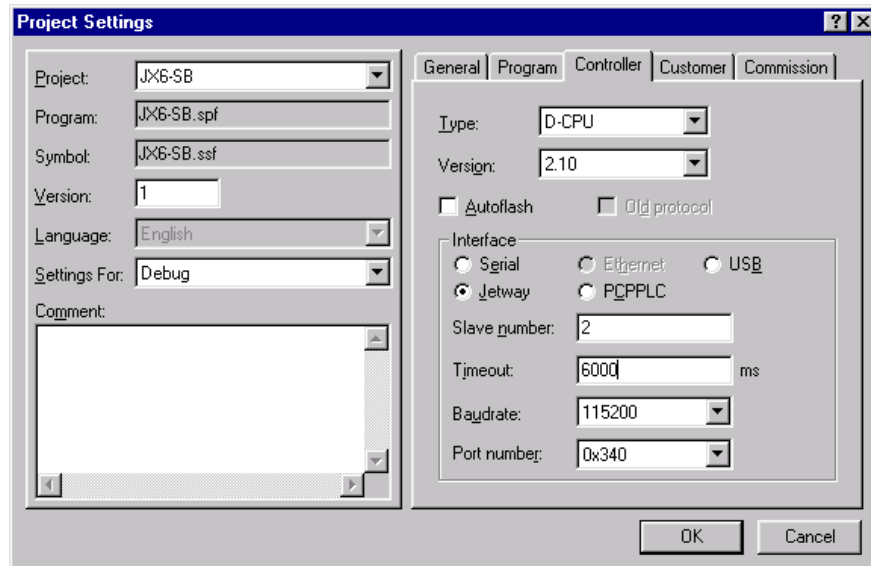 Project Settings
Project: JX6-SB
Program: JX6-SB.spf
Symbol: JX6-SB.ssf
Version: 1
Language: English
Settings For: Debug
Comment:
General Program Controller Customer Commission
Type: D-CPU
Version: 2.10
Autoflash Old protocol
Interface
Serial Ethernet USB
Jetway PCPPLC
Slave number: 2
Timeout: 6000 ms
Baudrate: 115200
Port number: 0x340
OK Cancel